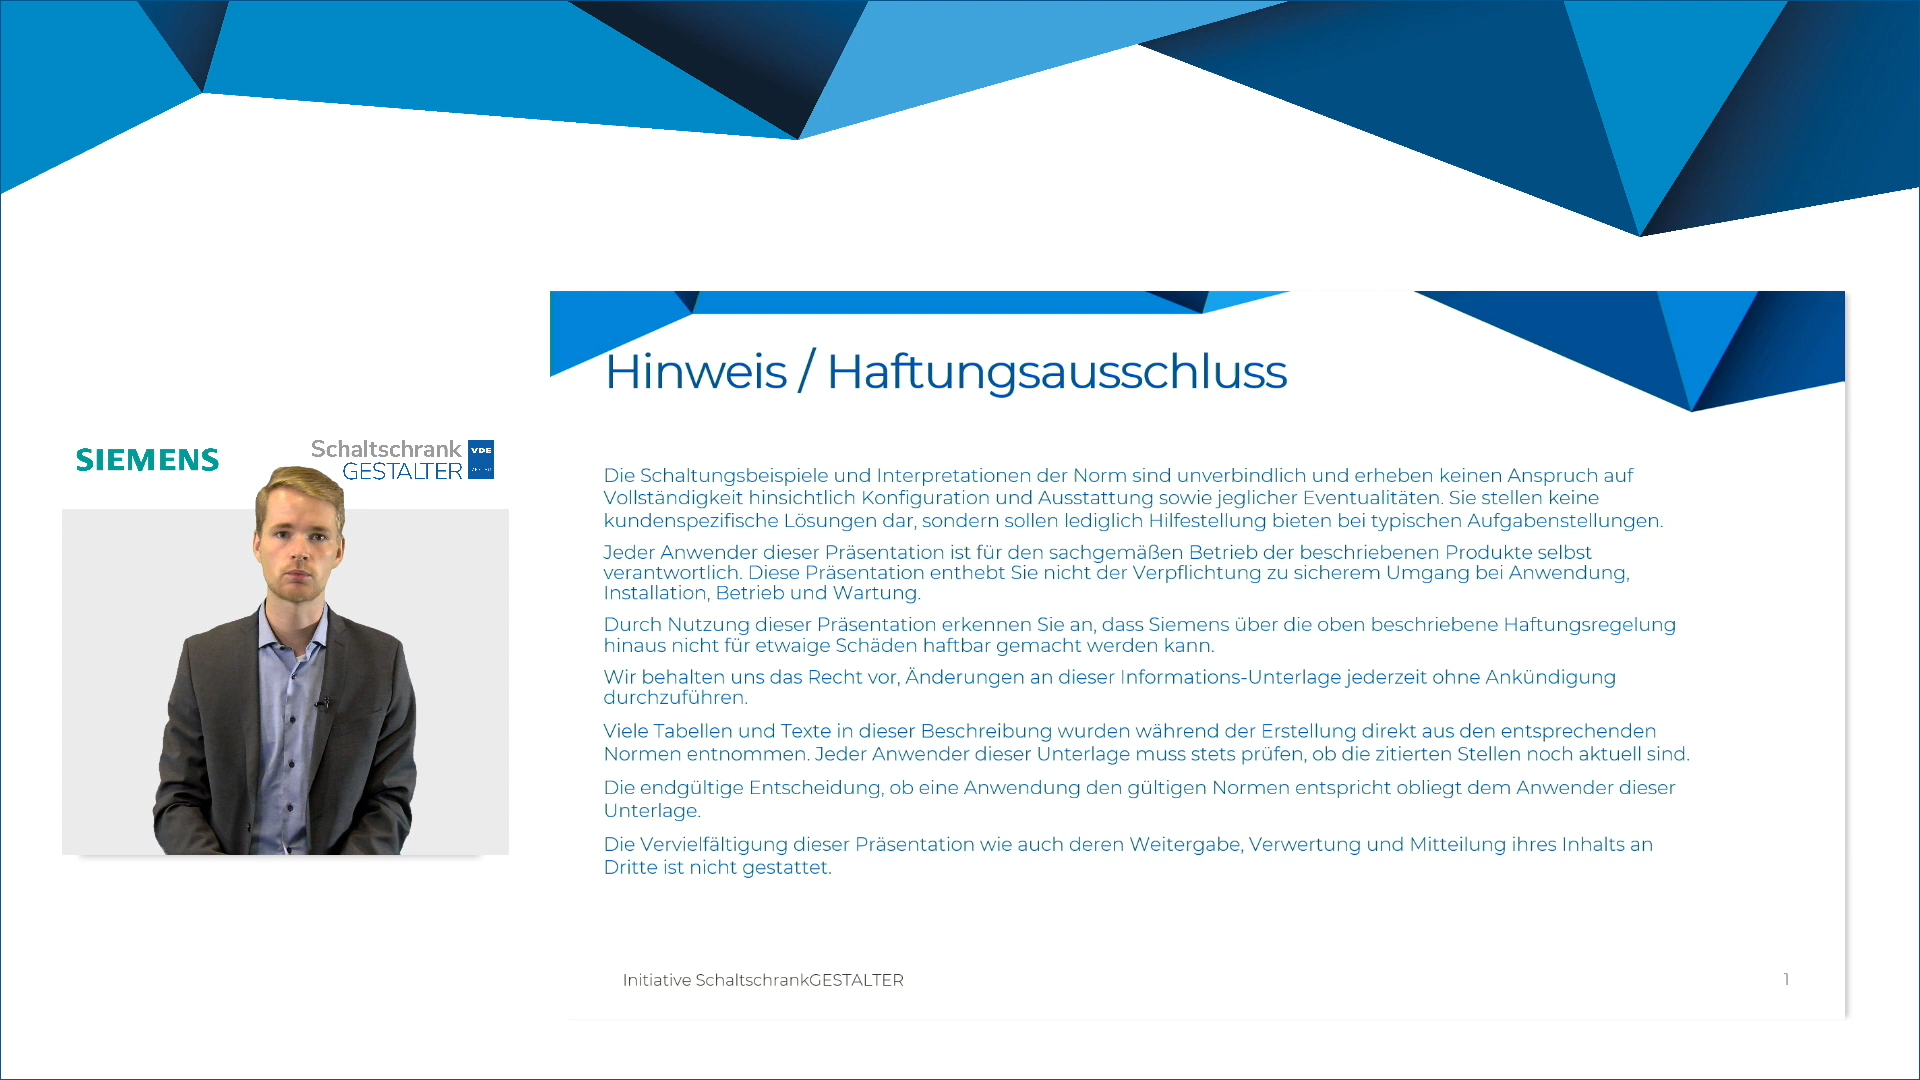 Hinweis / Haftungsausschluss
SIEMENS
Schaltschrank
GESTALTER
VDE
Die Schaltungsbeispiele und Interpretationen der Norm sind unverbindlich und erheben keinen Anspruch auf
Vollständigkeit hinsichtlich Konfiguration und Ausstattung sowie jeglicher Eventualitäten. Sie stellen keine
kundenspezifische Lösungen dar, sondern sollen lediglich Hilfestellung bieten bei typischen Aufgabenstellungen.
Jeder Anwender dieser Präsentation ist für den sachgemäßen Betrieb der beschriebenen Produkte selbst
verantwortlich. Diese Präsentation enthebt Sie nicht der Verpflichtung zu sicherem Umgang bei Anwendung,
Installation, Betrieb und Wartung.
Durch Nutzung dieser Präsentation erkennen Sie an, dass Siemens über die oben beschriebene Haftungsregelung
hinaus nicht für etwaige Schäden haftbar gemacht werden kann.
Wir behalten uns das Recht vor, Änderungen an dieser Informations-Unterlage jederzeit ohne Ankündigung
durchzuführen.
Viele Tabellen und Texte in dieser Beschreibung wurden während der Erstellung direkt aus den entsprechenden
Normen entnommen. Jeder Anwender dieser Unterlage muss stets prüfen, ob die zitierten Stellen noch aktuell sind.
Die endgültige Entscheidung, ob eine Anwendung den gültigen Normen entspricht obliegt dem Anwender dieser
Unterlage.
Die Vervielfältigung dieser Präsentation wie auch deren Weitergabe, Verwertung und Mitteilung ihres Inhalts an
Dritte ist nicht gestattet.
Initiative SchaltschrankGESTALTER
1